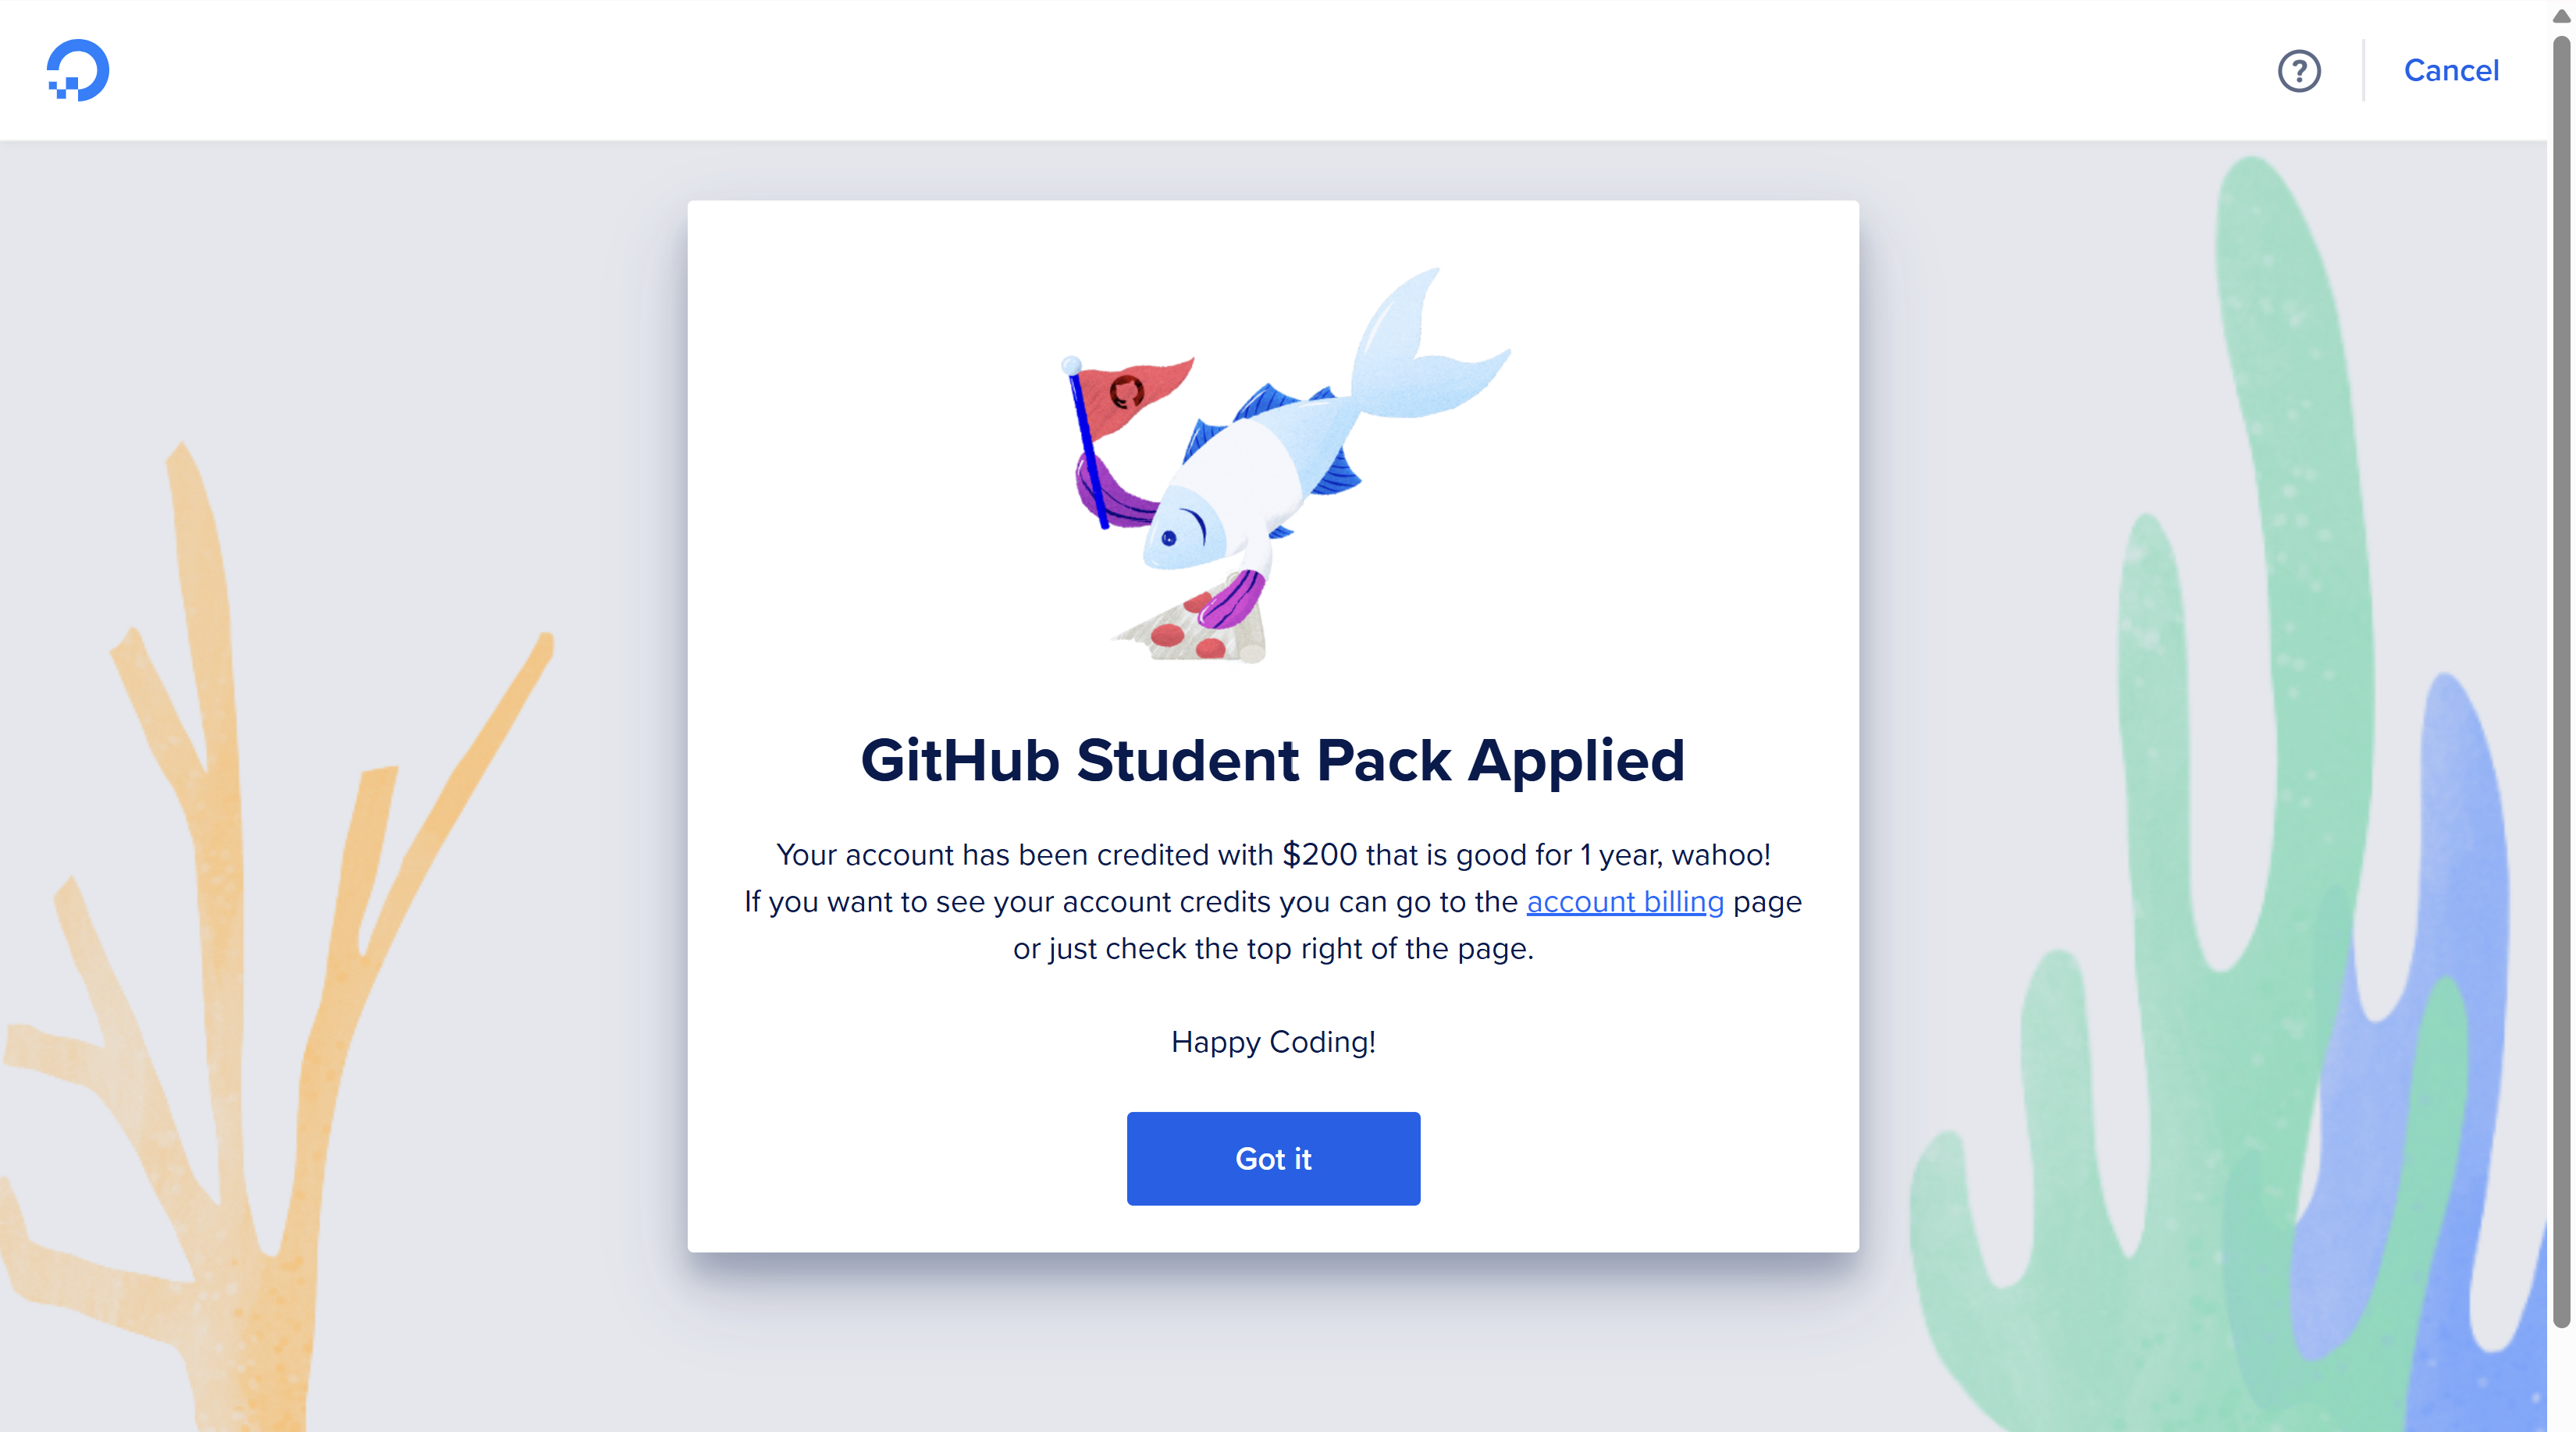 Cancel
GitHub Student Pack Applied
Your account has been credited with $200 that is good for 1 year, wahoo!
If you want to see your account credits you can go to the account billing page
or just check the top right of the page.
Happy Coding!
Got it